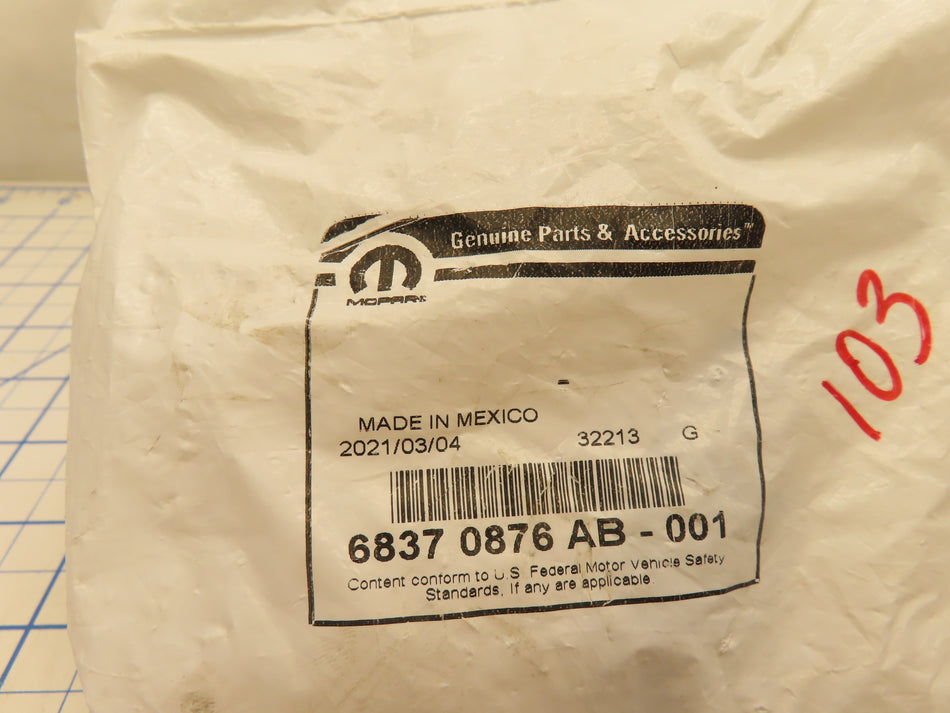 Genuine Parts & Accessories™
MOPAR®
MADE IN MEXICO
2021/03/04 32213 G
6837 0876 AB - 001
Content conform to U.S. Federal Motor Vehicle Safety
Standards, If any are applicable.
103